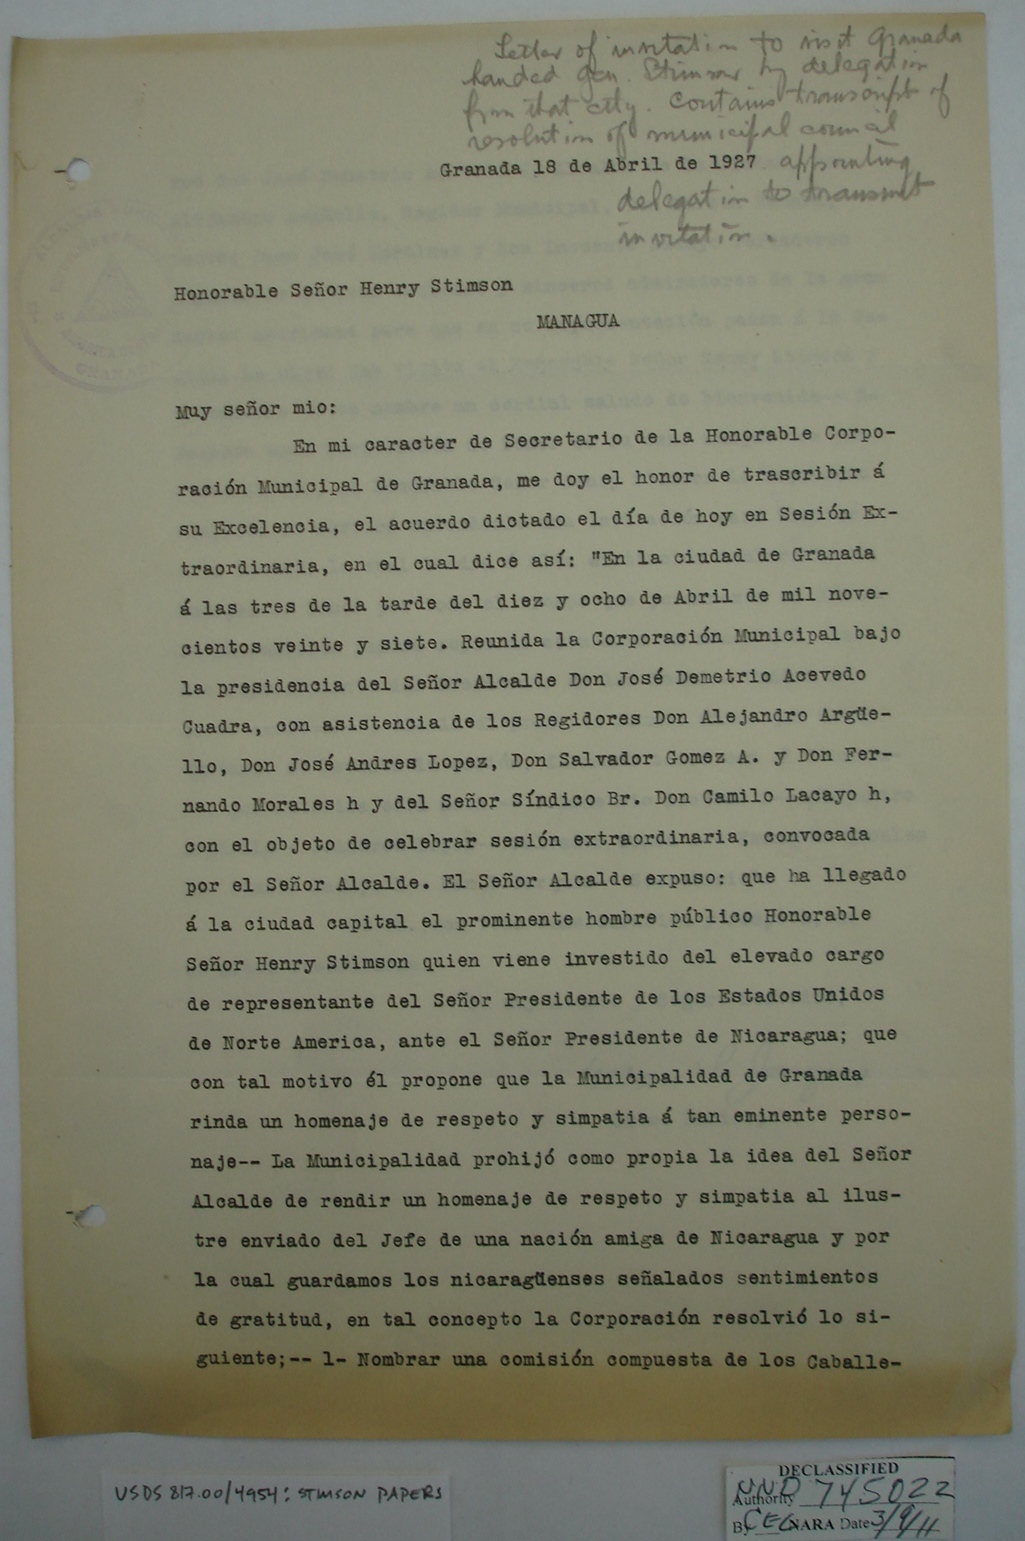 Letter of invitation to visit Granada
handed Gen. Stimson by delegation
from that city. Contains transcript of
resolution of municipal council
appointing
delegation to transmit
invitation.
Granada 18 de Abril de 1927
Honorable Señor Henry Stimson
MANAGUA
Muy señor mio:
En mi caracter de Secretario de la Honorable Corpo-
ración Municipal de Granada, me doy el honor de trascribir á
su Excelencia, el acuerdo dictado el día de hoy en Sesión Ex-
traordinaria, en el cual dice así: "En la ciudad de Granada
á las tres de la tarde del diez y ocho de Abril de mil nove-
cientos veinte y siete. Reunida la Corporación Municipal bajo
la presidencia del Señor Alcalde Don José Demetrio Acevedo
Cuadra, con asistencia de los Regidores Don Alejandro Argüe-
llo, Don José Andres Lopez, Don Salvador Gomez A. y Don Fer-
nando Morales h y del Señor Síndico Br. Don Camilo Lacayo h,
con el objeto de celebrar sesión extraordinaria, convocada
por el Señor Alcalde. El Señor Alcalde expuso: que ha llegado
á la ciudad capital el prominente hombre público Honorable
Señor Henry Stimson quien viene investido del elevado cargo
de representante del Señor Presidente de los Estados Unidos
de Norte America, ante el Señor Presidente de Nicaragua; que
con tal motivo él propone que la Municipalidad de Granada
rinda un homenaje de respeto y simpatia á tan eminente perso-
naje-- La Municipalidad prohijó como propia la idea del Señor
Alcalde de rendir un homenaje de respeto y simpatia al ilus-
tre enviado del Jefe de una nación amiga de Nicaragua y por
la cual guardamos los nicaragüenses señalados sentimientos
de gratitud, en tal concepto la Corporación resolvió lo si-
guiente;-- 1- Nombrar una comisión compuesta de los Caballe-
USDS 817.00/4954: STIMSON PAPERS
DECLASSIFIED
Authority NND 745022
By CEG NARA Date 3/9/11